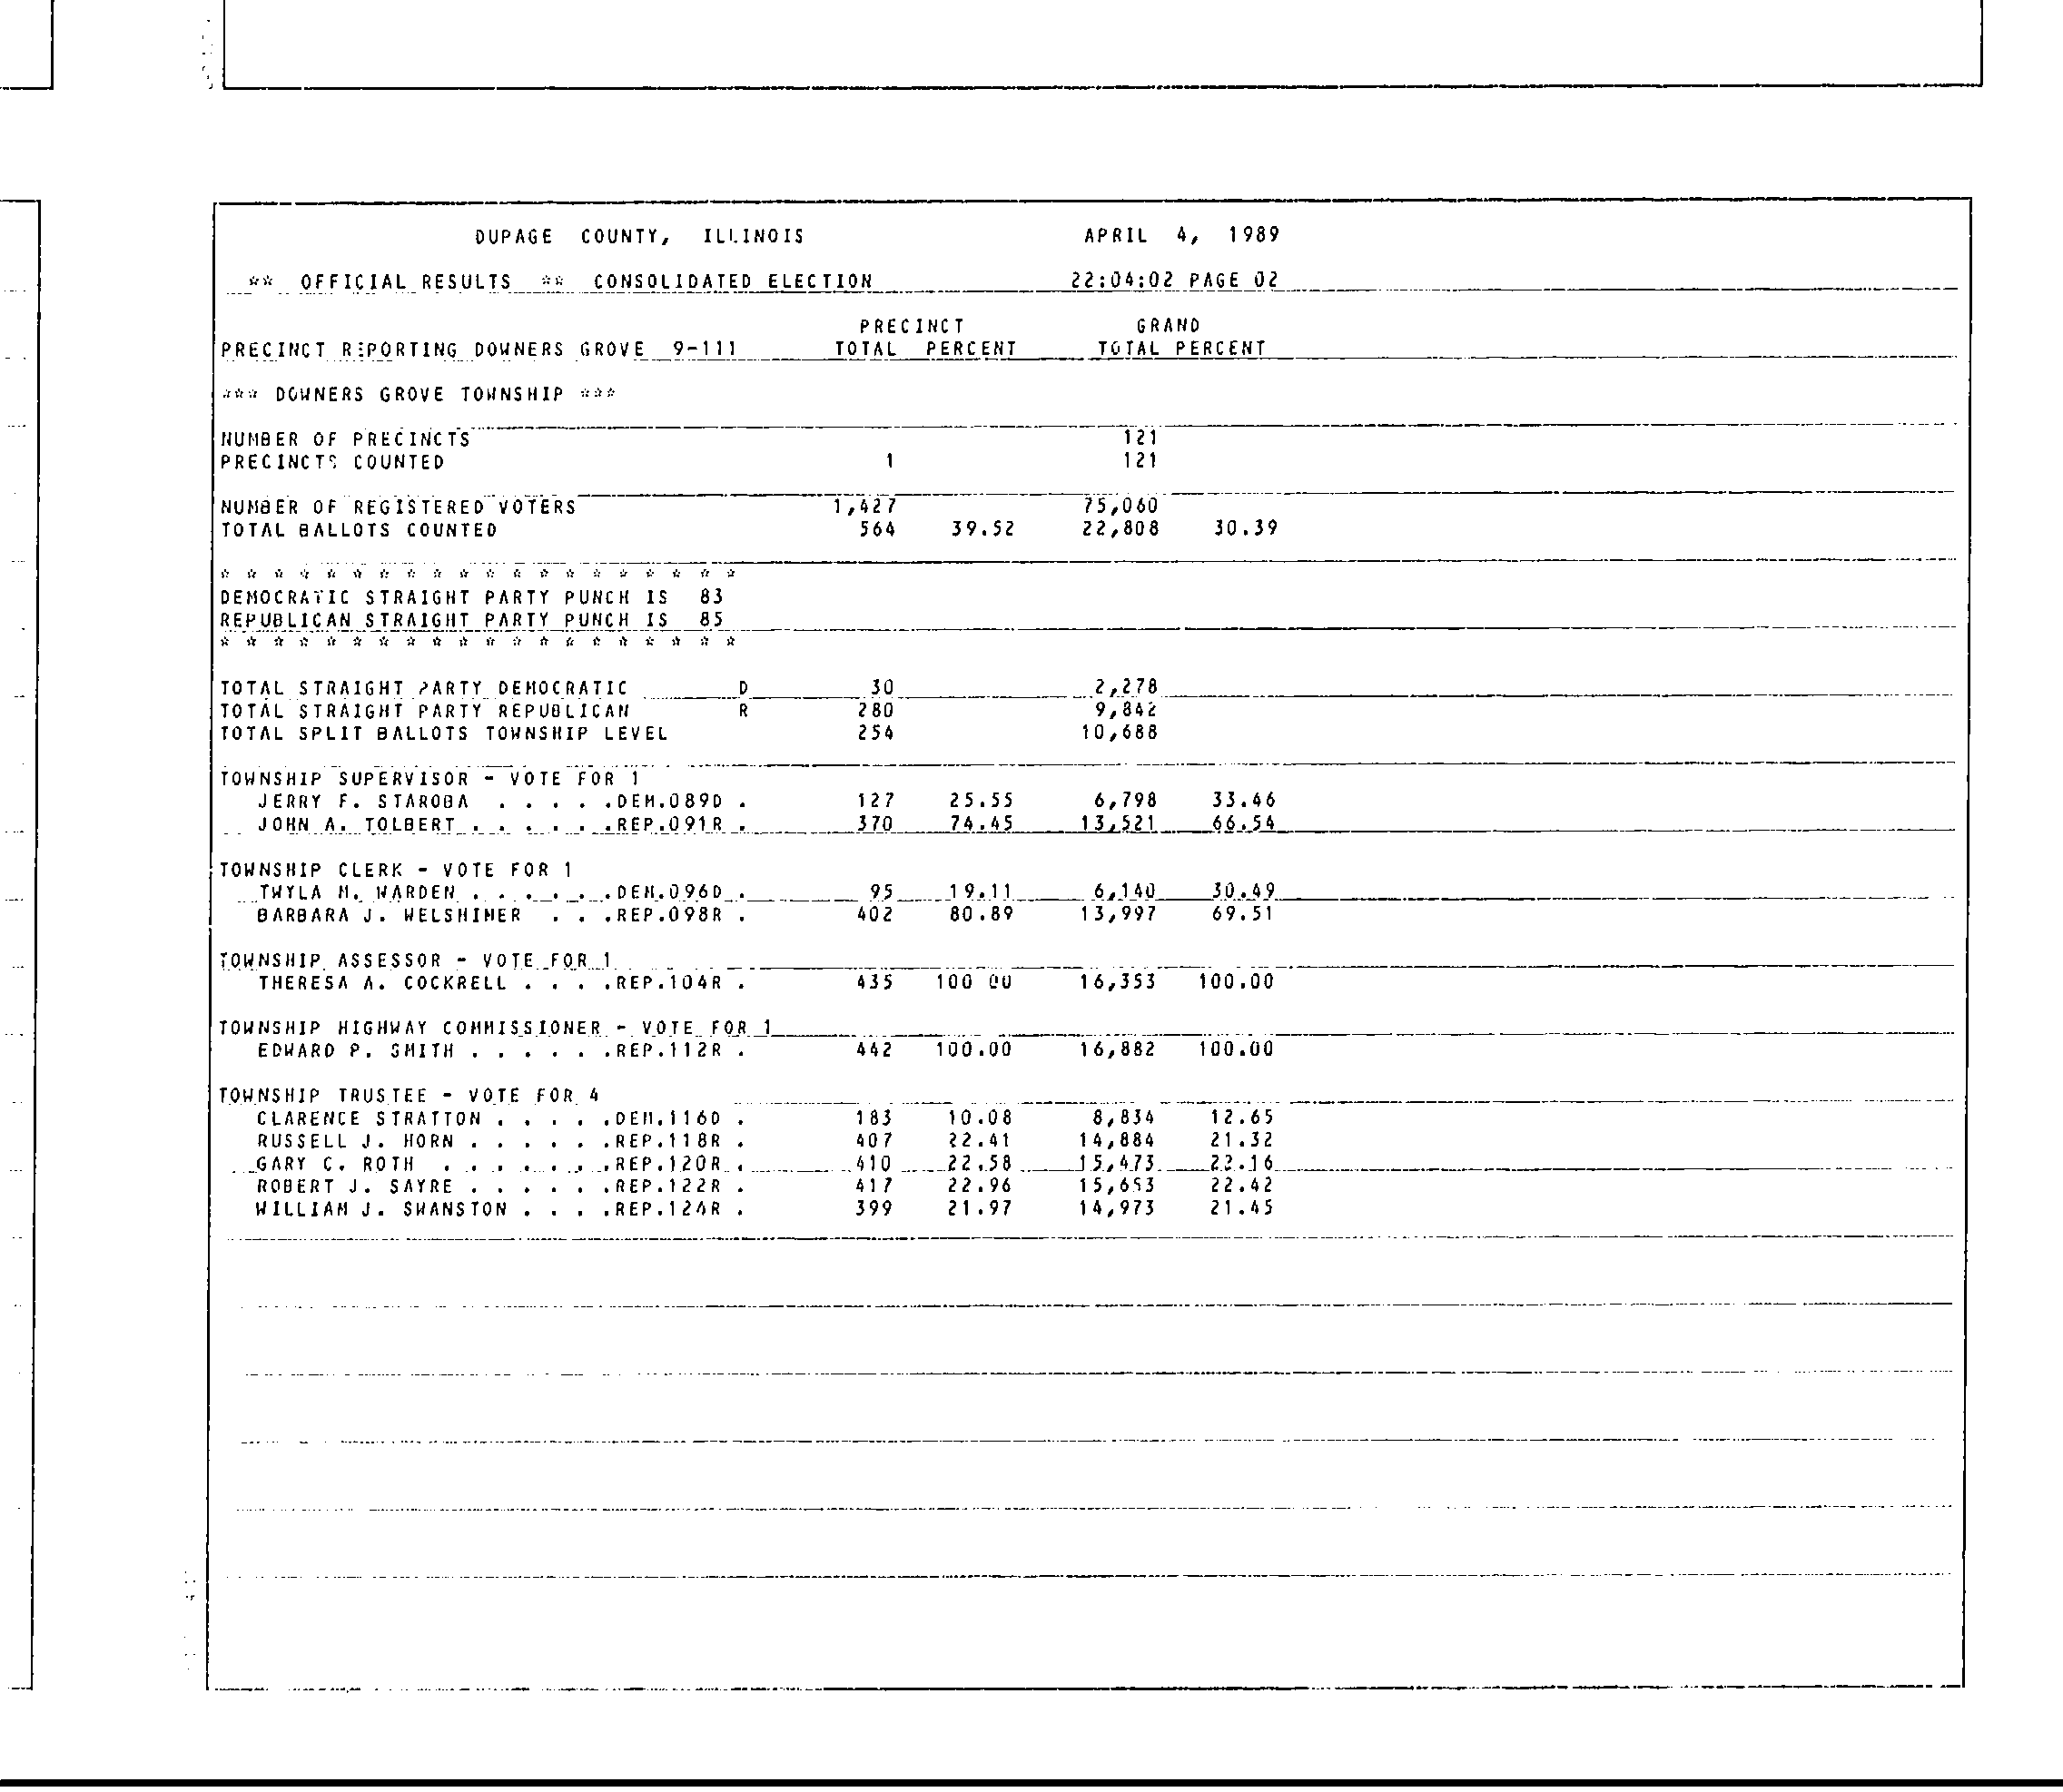 DUPAGE COUNTY, ILLINOIS APRIL 4, 1989
** OFFICIAL RESULTS ** CONSOLIDATED ELECTION 22:04:02 PAGE 02
PRECINCT GRAND
PRECINCT REPORTING DOWNERS GROVE 9-111 TOTAL PERCENT TOTAL PERCENT
*** DOWNERS GROVE TOWNSHIP ***
NUMBER OF PRECINCTS 121
PRECINCTS COUNTED 1 121
NUMBER OF REGISTERED VOTERS 1,427 75,060
TOTAL BALLOTS COUNTED 564 39.52 22,808 30.39
* * * * * * * * * * * * * * * * * * * *
DEMOCRATIC STRAIGHT PARTY PUNCH IS 83
REPUBLICAN STRAIGHT PARTY PUNCH IS 85
* * * * * * * * * * * * * * * * * * * *
TOTAL STRAIGHT PARTY DEMOCRATIC D 30 2,278
TOTAL STRAIGHT PARTY REPUBLICAN R 280 9,842
TOTAL SPLIT BALLOTS TOWNSHIP LEVEL 254 10,688
TOWNSHIP SUPERVISOR - VOTE FOR 1
JERRY F. STAROBA . . . . .DEM.089D . 127 25.55 6,798 33.46
JOHN A. TOLBERT . . . . . .REP.091R . 370 74.45 13,521 66.54
TOWNSHIP CLERK - VOTE FOR 1
TWYLA M. WARDEN . . . . . .DEM.096D . 95 19.11 6,140 30.49
BARBARA J. WELSHIMER . . .REP.098R . 402 80.89 13,997 69.51
TOWNSHIP ASSESSOR - VOTE FOR 1
THERESA A. COCKRELL . . . .REP.104R . 435 100.00 16,353 100.00
TOWNSHIP HIGHWAY COMMISSIONER - VOTE FOR 1
EDWARD P. SMITH . . . . . .REP.112R . 442 100.00 16,882 100.00
TOWNSHIP TRUSTEE - VOTE FOR 4
CLARENCE STRATTON . . . . .DEM.116D . 183 10.08 8,834 12.65
RUSSELL J. HORN . . . . . .REP.118R . 407 22.41 14,884 21.32
GARY C. ROTH . . . . . . .REP.120R . 410 22.58 15,473 22.16
ROBERT J. SAYRE . . . . . .REP.122R . 417 22.96 15,653 22.42
WILLIAM J. SWANSTON . . . .REP.124R . 399 21.97 14,973 21.45